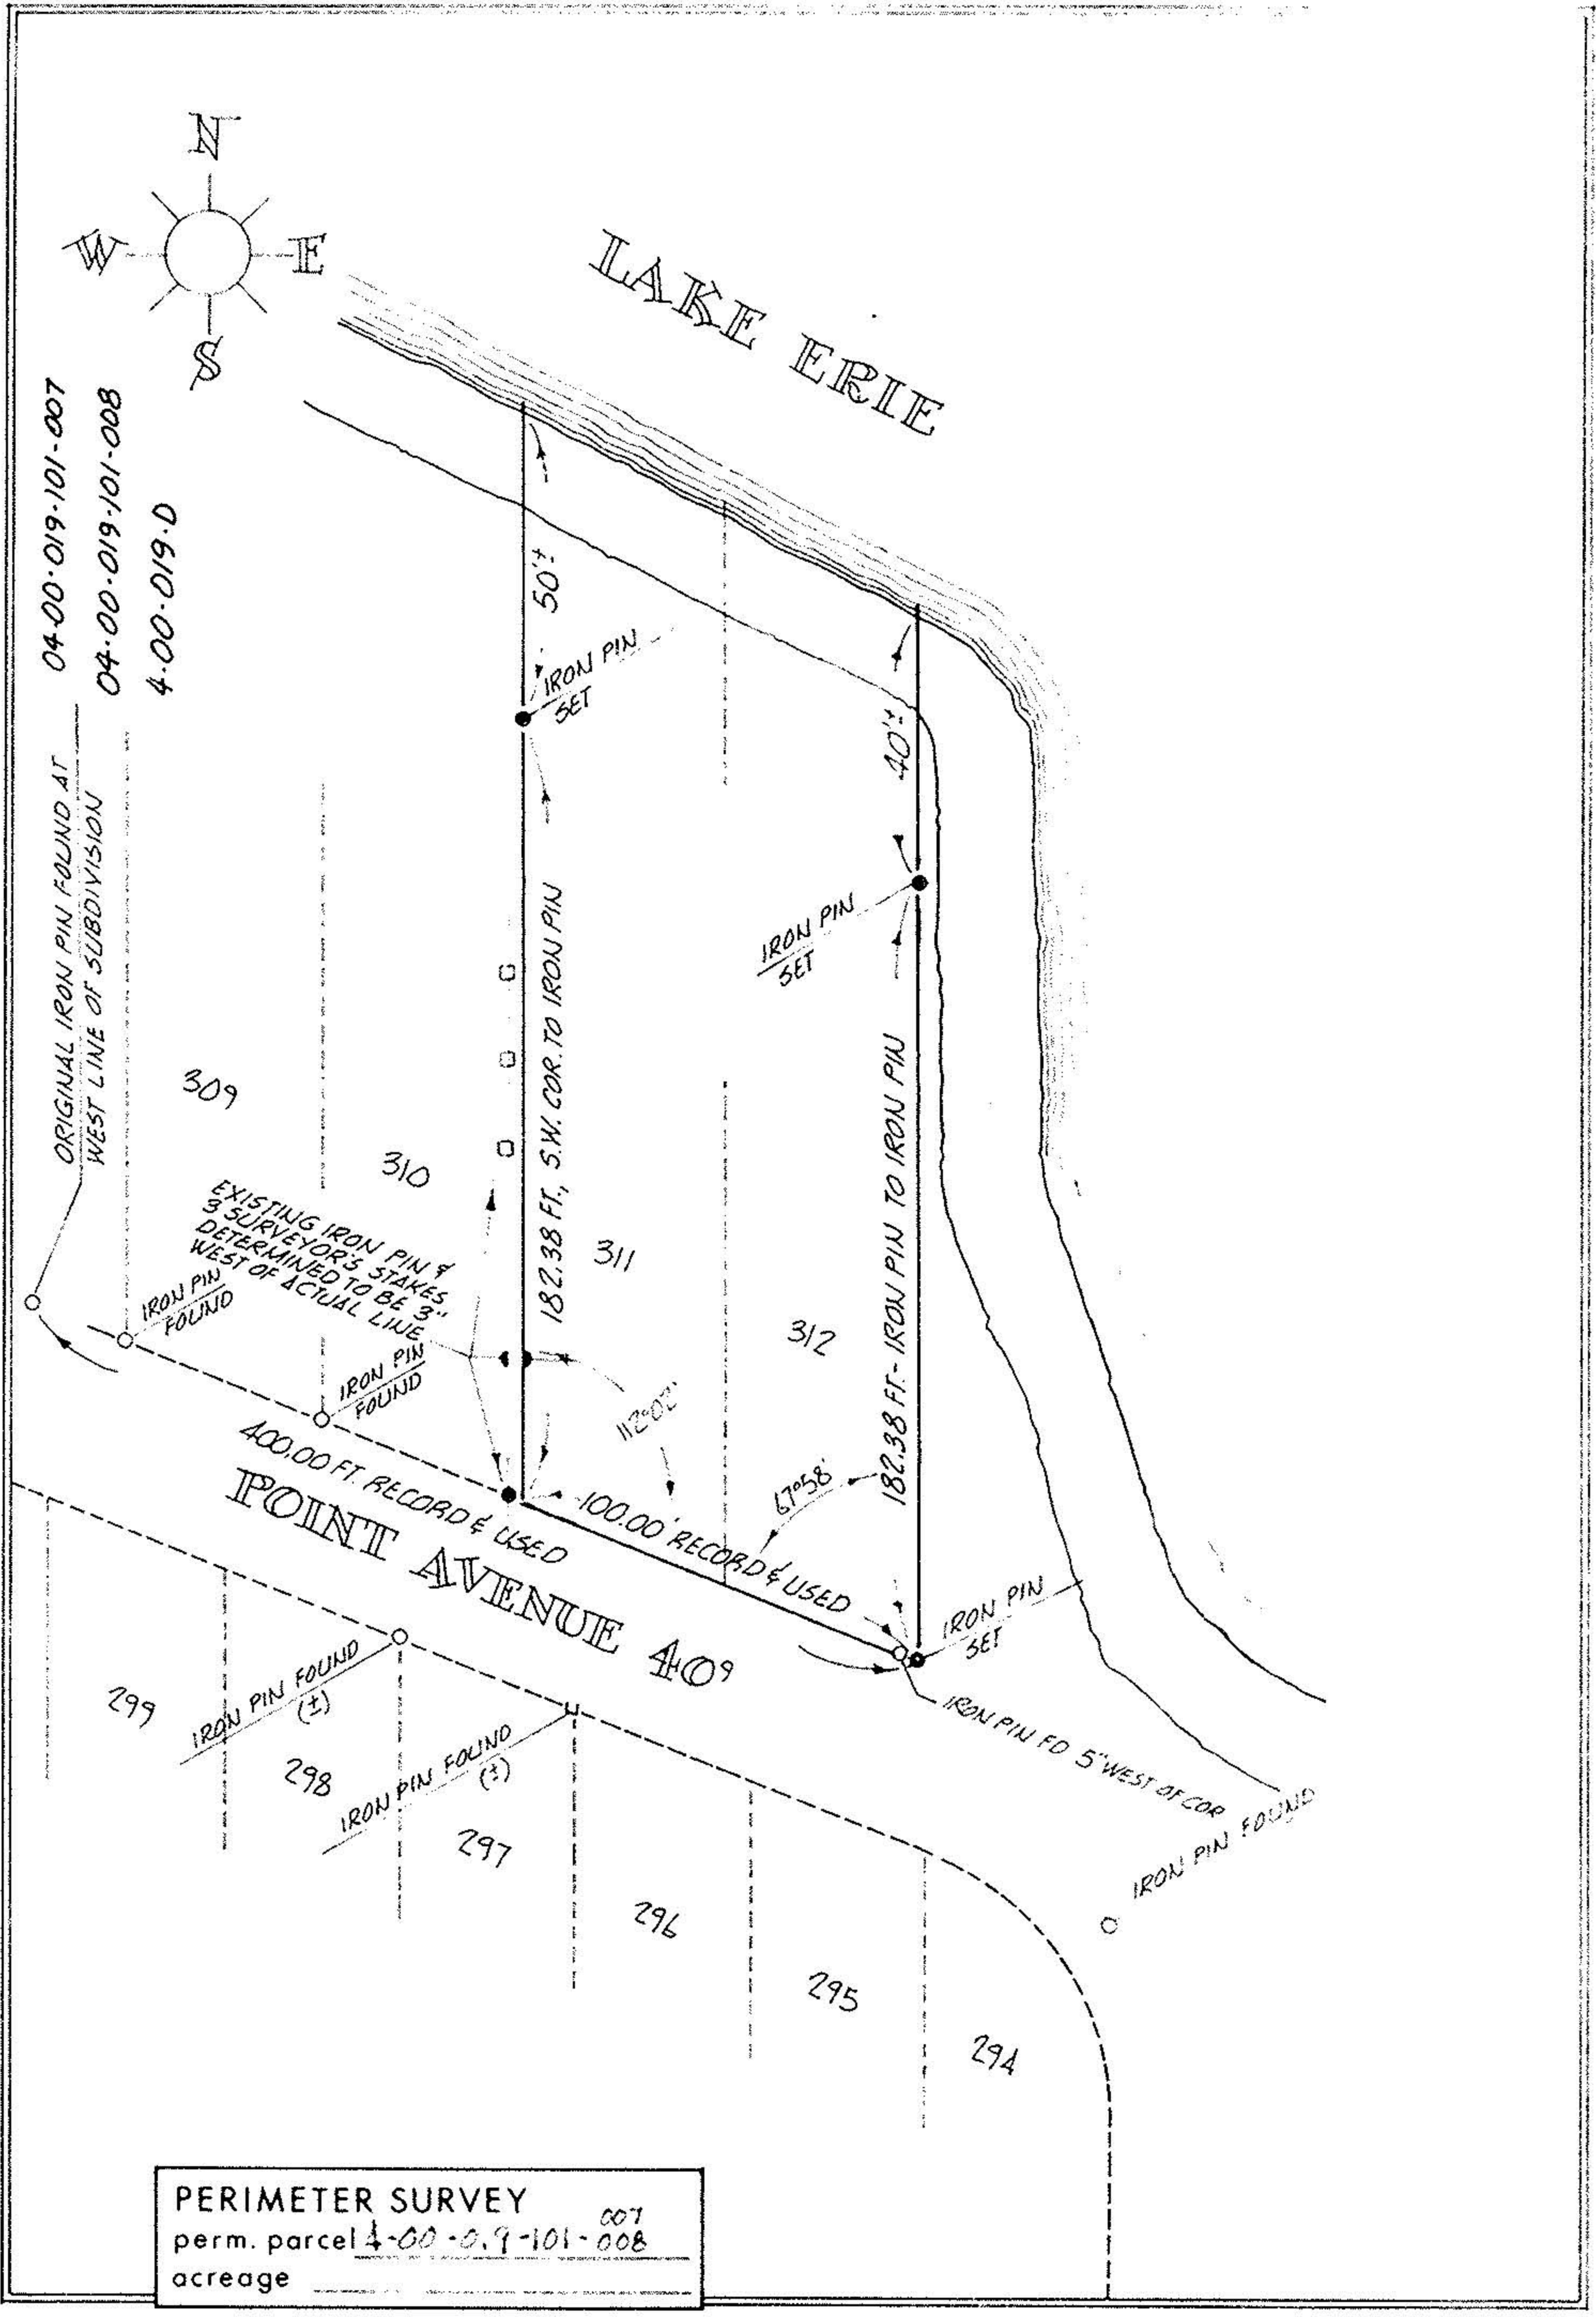 N
W
E
S
LAKE ERIE
04-00-019-101-007
04-00-019-101-008
4-00-019-D
50'±
IRON PIN
SET
40'±
IRON PIN
SET
ORIGINAL IRON PIN FOUND AT
WEST LINE OF SUBDIVISION
182.38 FT., S.W. COR. TO IRON PIN
182.38 FT.- IRON PIN TO IRON PIN
309
310
311
312
EXISTING IRON PIN &
3 SURVEYOR'S STAKES
DETERMINED TO BE 3"
WEST OF ACTUAL LINE
IRON PIN
FOUND
IRON PIN
FOUND
112°02'
67°58'
400.00 FT. RECORD & USED
100.00' RECORD & USED
POINT AVENUE 40'
IRON PIN
SET
IRON PIN FD 5" WEST OF COR
IRON PIN FOUND
299
IRON PIN FOUND
(±)
298
IRON PIN FOUND
(±)
297
296
295
294
PERIMETER SURVEY
007
perm. parcel 4-00-0.9-101-008
acreage